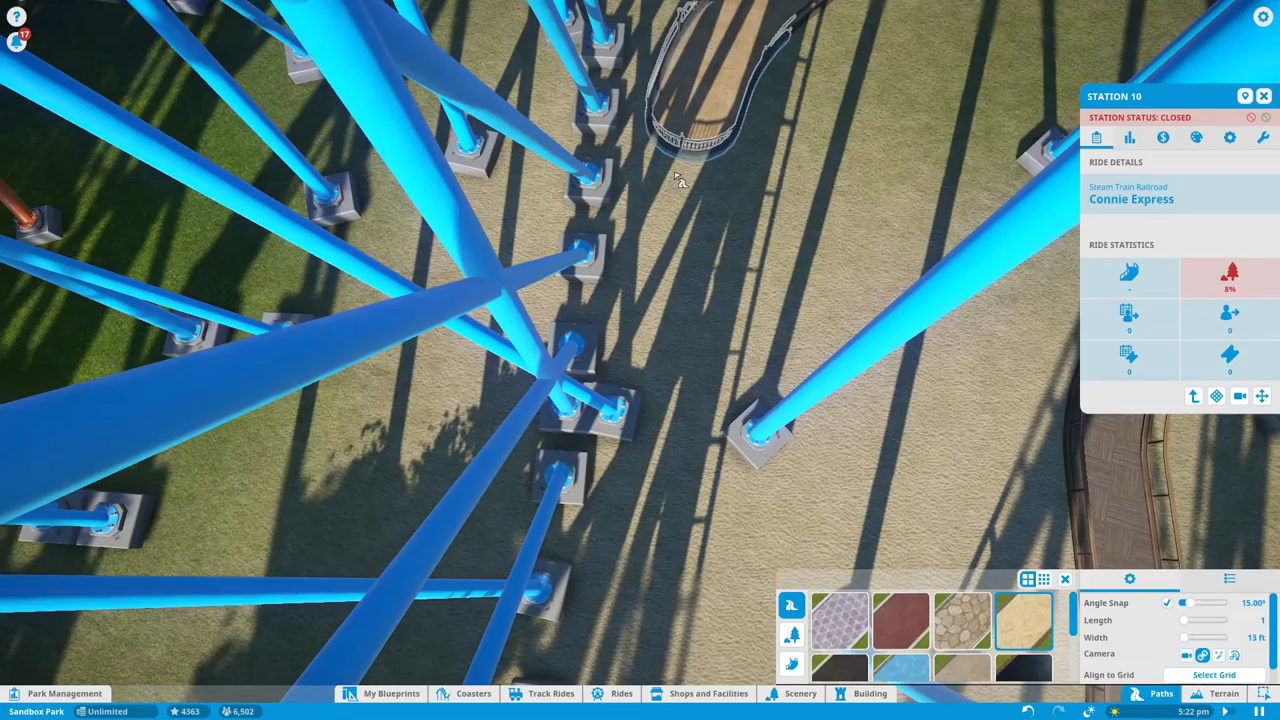 ?
17
STATION 10
STATION STATUS: CLOSED
RIDE DETAILS
Steam Train Railroad
Connie Express
RIDE STATISTICS
-
8%
0
0
0
0
Angle Snap 15.00°
Length 1
Width 13 ft
Camera
Align to Grid Select Grid
Park Management
My Blueprints
Coasters
Track Rides
Rides
Shops and Facilities
Scenery
Building
Paths
Terrain
Sandbox Park
Unlimited
4363
6,502
5:22 pm